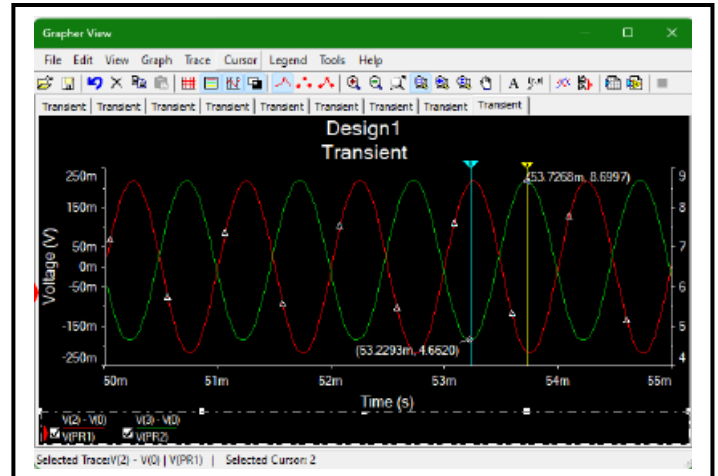 Grapher View
File Edit View Graph Trace Cursor Legend Tools Help
Transient Transient Transient Transient Transient Transient Transient Transient Transient
Design1
Transient
250m
150m
50m
0m
-50m
-150m
-250m
Voltage (V)
(53.7268m, 8.6997)
(53.2293m, 4.6620)
9
8
7
6
5
4
50m 51m 52m 53m 54m 55m
Time (s)
V(2) - V(0) V(3) - V(0)
V(PR1) V(PR2)
Selected Trace:V(2) - V(0) | V(PR1) | Selected Cursor: 2